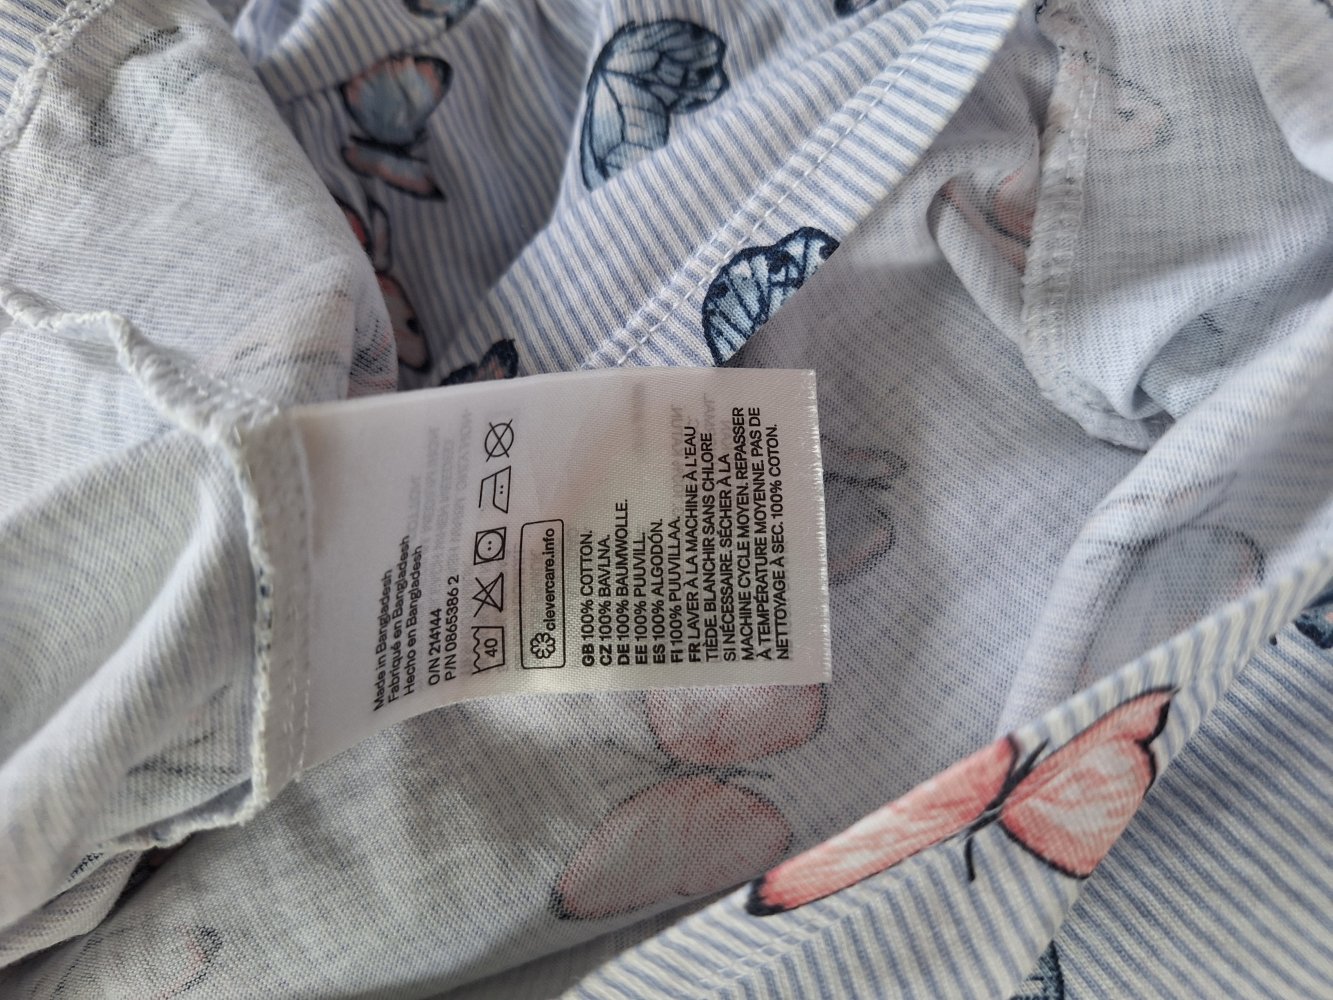 Made in Bangladesh
Fabriqué en Bangladesh
Hecho en Bangladesh
O/N 214144
P/N 0865386 2
40
clevercare.info
GB 100% COTTON.
CZ 100% BAVLNA.
DE 100% BAUMWOLLE.
EE 100% PUUVILL.
ES 100% ALGODÓN.
FI 100% PUUVILLAA.
FR LAVER À LA MACHINE À L'EAU
TIÈDE. BLANCHIR SANS CHLORE
SI NÉCESSAIRE. SÉCHER À LA
MACHINE CYCLE MOYEN. REPASSER
À TEMPÉRATURE MOYENNE. PAS DE
NETTOYAGE À SEC. 100% COTON.